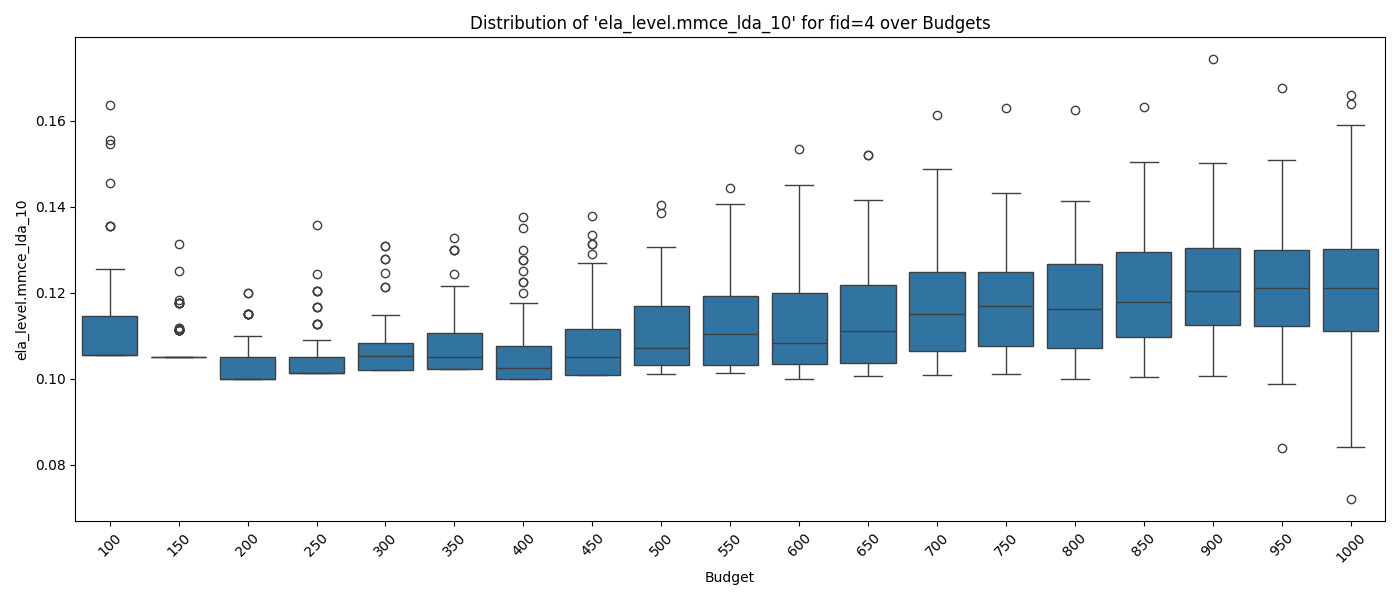 Distribution of 'ela_level.mmce_lda_10' for fid=4 over Budgets
ela_level.mmce_lda_10
0.16
0.14
0.12
0.10
0.08
100 150 200 250 300 350 400 450 500 550 600 650 700 750 800 850 900 950 1000
Budget